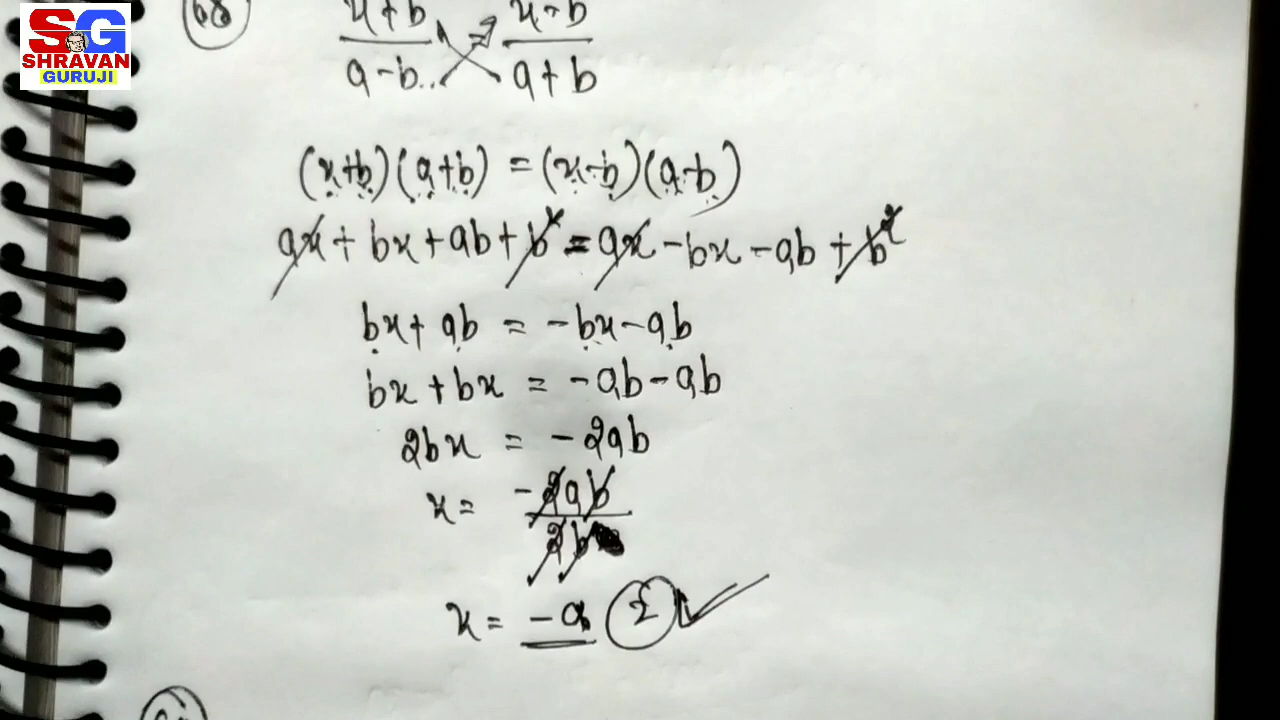 SG
SHRAVAN
GURUJI
68
x+b x-b
a-b a+b
(x+b)(a+b) = (x-b)(a-b)
ax + bx + ab + b² = ax - bx - ab + b²
bx + ab = -bx - ab
bx + bx = -ab - ab
2bx = -2ab
x = -2ab
2b
x = -a